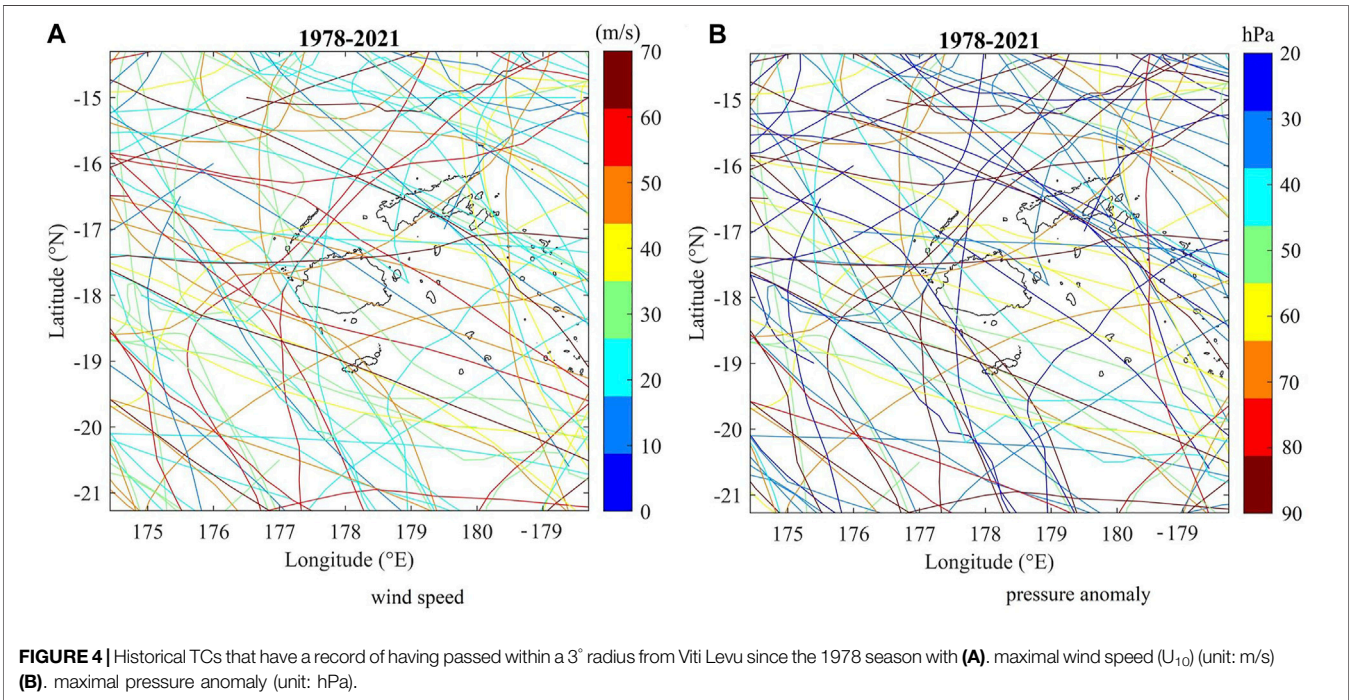 A
1978-2021
(m/s)
70
60
50
40
30
20
10
0
-15
-16
-17
-18
-19
-20
-21
Latitude (°N)
175 176 177 178 179 180 -179
Longitude (°E)
wind speed
B
1978-2021
hPa
20
30
40
50
60
70
80
90
-15
-16
-17
-18
-19
-20
-21
Latitude (°N)
175 176 177 178 179 180 -179
Longitude (°E)
pressure anomaly
FIGURE 4 | Historical TCs that have a record of having passed within a 3° radius from Viti Levu since the 1978 season with (A). maximal wind speed (U10) (unit: m/s)
(B). maximal pressure anomaly (unit: hPa).